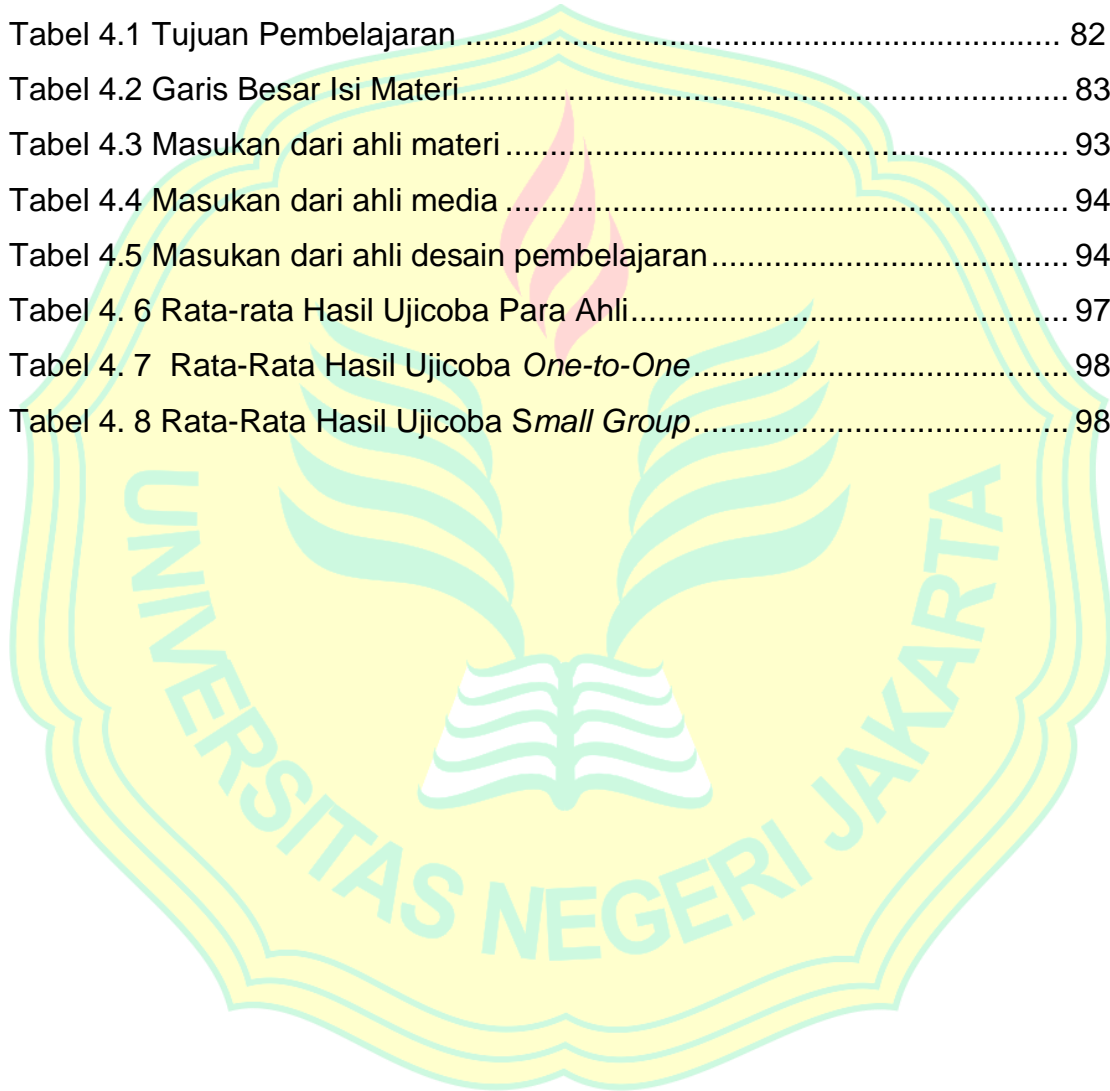 Tabel 4.1 Tujuan Pembelajaran ................................................................... 82
Tabel 4.2 Garis Besar Isi Materi.................................................................... 83
Tabel 4.3 Masukan dari ahli materi ............................................................... 93
Tabel 4.4 Masukan dari ahli media ............................................................... 94
Tabel 4.5 Masukan dari ahli desain pembelajaran........................................ 94
Tabel 4. 6 Rata-rata Hasil Ujicoba Para Ahli................................................. 97
Tabel 4. 7  Rata-Rata Hasil Ujicoba One-to-One.......................................... 98
Tabel 4. 8 Rata-Rata Hasil Ujicoba Small Group.......................................... 98
UNIVERSITAS NEGERI JAKARTA